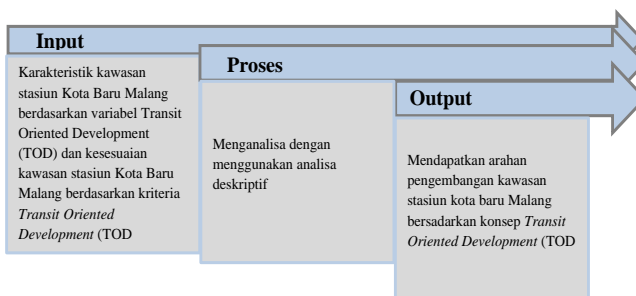 Input
Karakteristik kawasan
stasiun Kota Baru Malang
berdasarkan variabel Transit
Oriented Development
(TOD) dan kesesuaian
kawasan stasiun Kota Baru
Malang berdasarkan kriteria
Transit Oriented
Development (TOD
Proses
Menganalisa dengan
menggunakan analisa
deskriptif
Output
Mendapatkan arahan
pengembangan kawasan
stasiun kota baru Malang
bersadarkan konsep Transit
Oriented Development (TOD